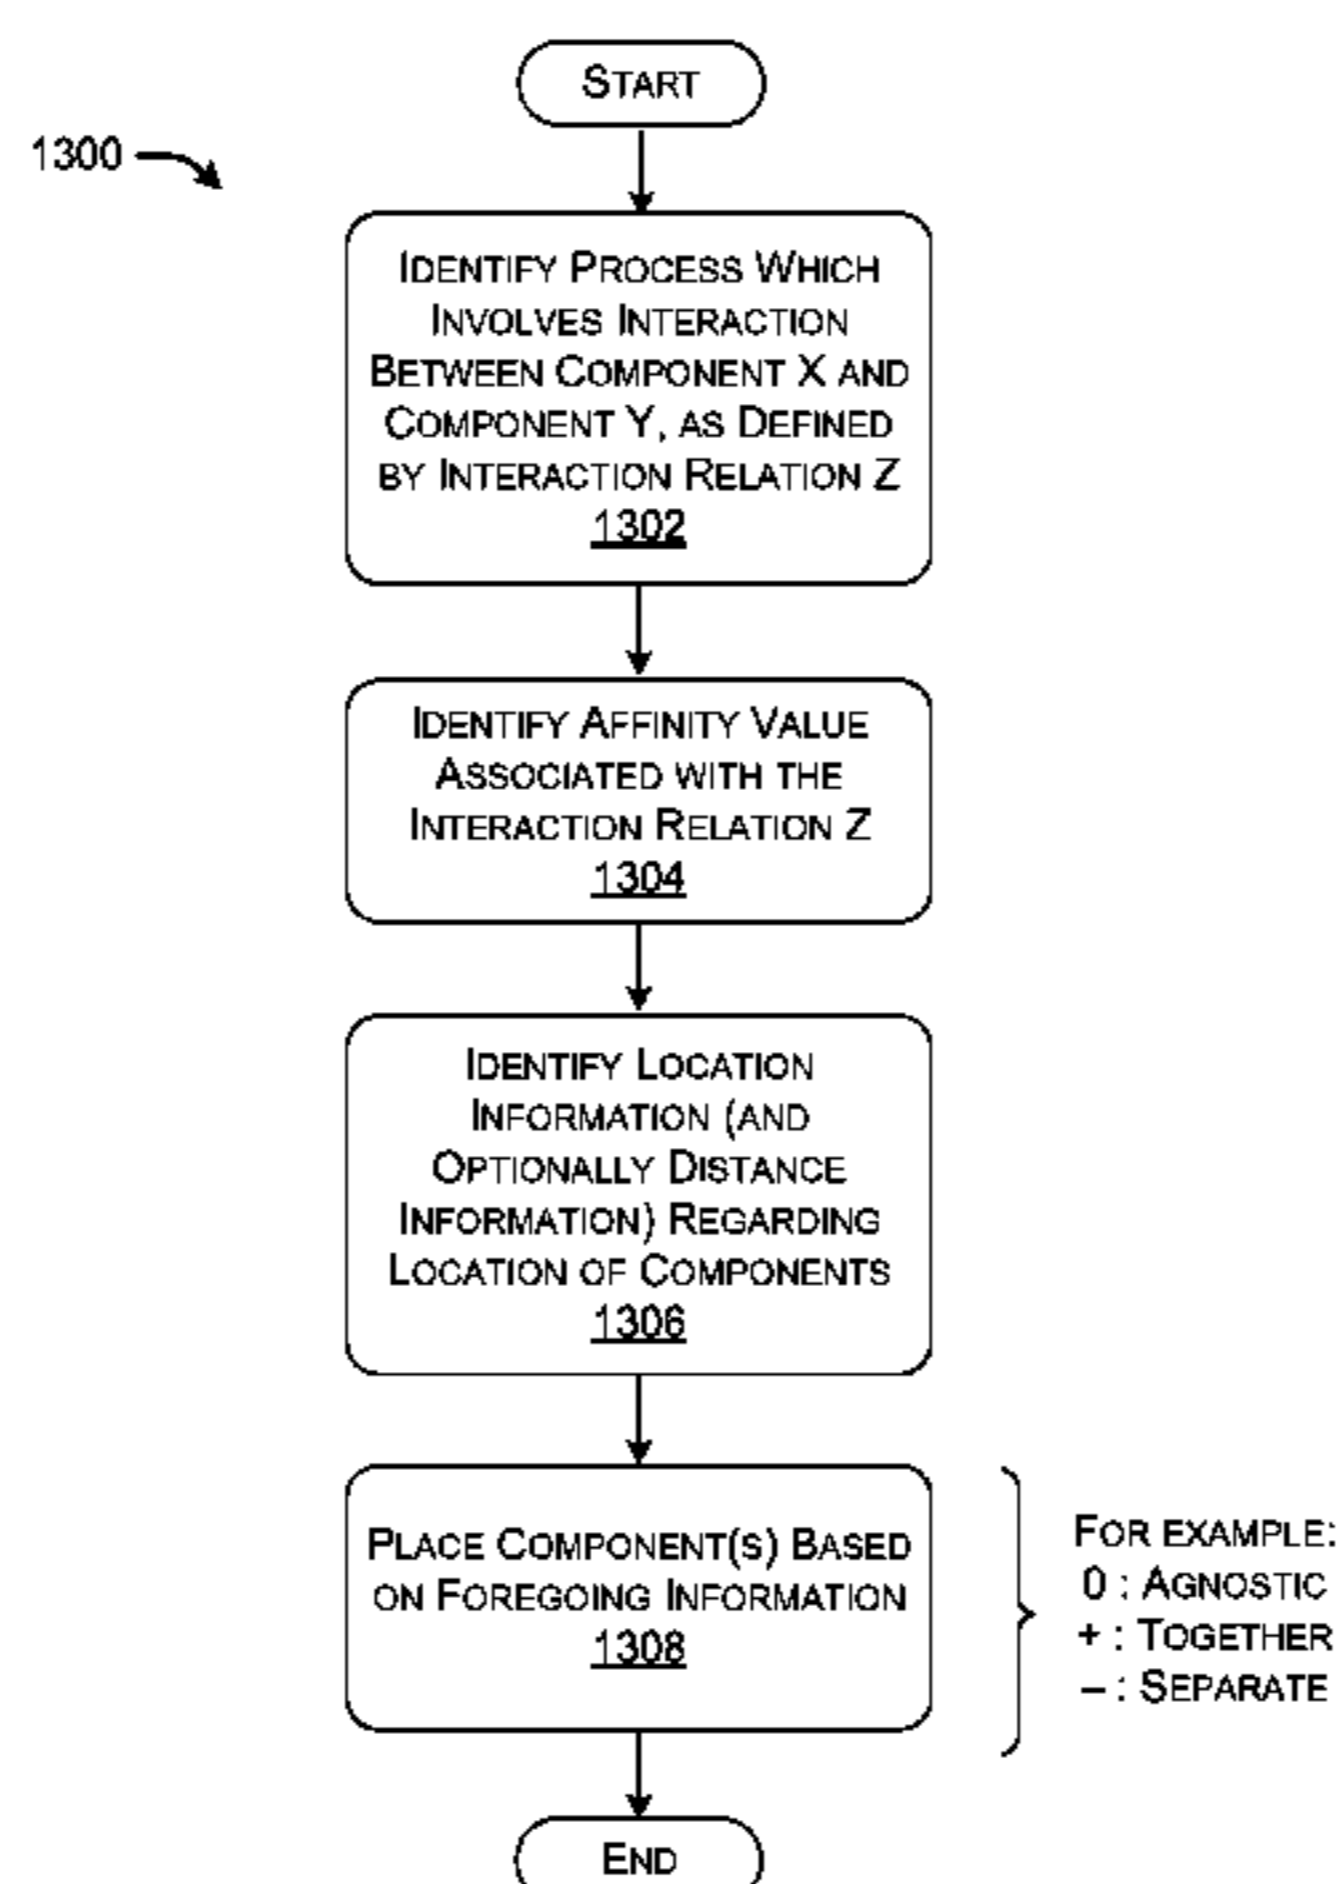 START
1300
IDENTIFY PROCESS WHICH
INVOLVES INTERACTION
BETWEEN COMPONENT X AND
COMPONENT Y, AS DEFINED
BY INTERACTION RELATION Z
1302
IDENTIFY AFFINITY VALUE
ASSOCIATED WITH THE
INTERACTION RELATION Z
1304
IDENTIFY LOCATION
INFORMATION (AND
OPTIONALLY DISTANCE
INFORMATION) REGARDING
LOCATION OF COMPONENTS
1306
PLACE COMPONENT(S) BASED
ON FOREGOING INFORMATION
1308
FOR EXAMPLE:
0 : AGNOSTIC
+ : TOGETHER
– : SEPARATE
END